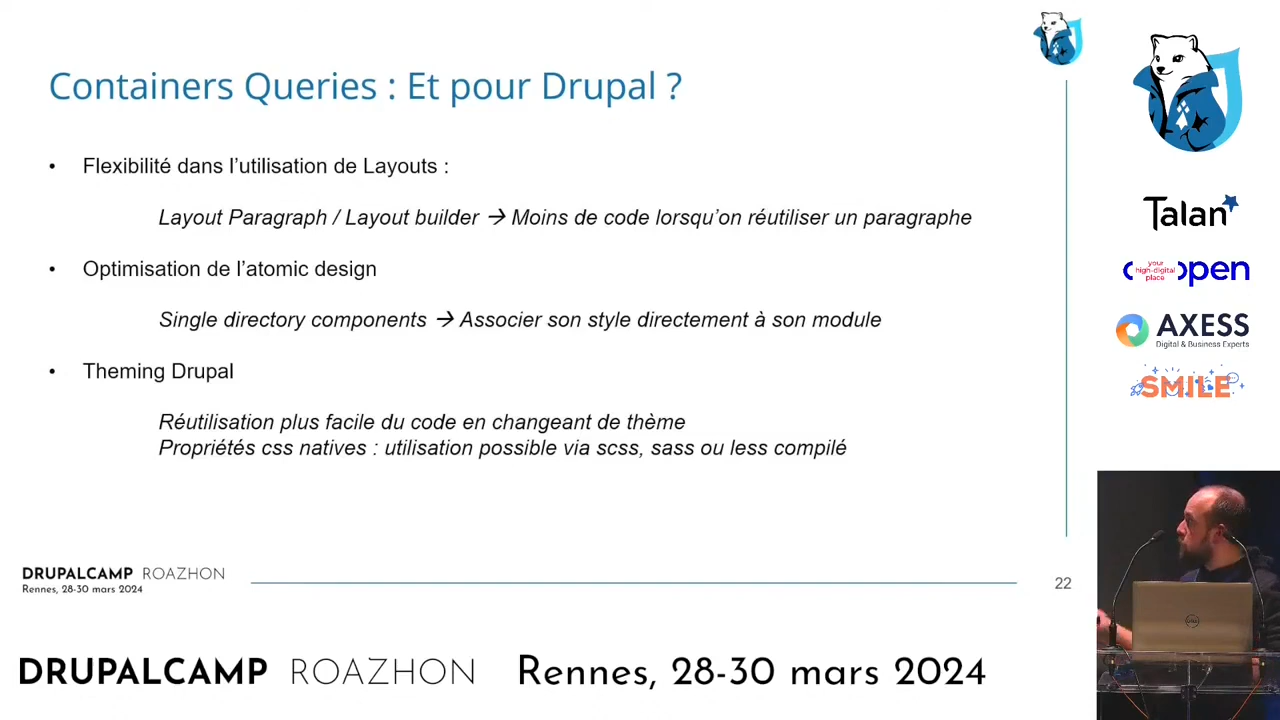 Containers Queries : Et pour Drupal ?
• Flexibilité dans l’utilisation de Layouts :
Layout Paragraph / Layout builder → Moins de code lorsqu’on réutiliser un paragraphe
• Optimisation de l’atomic design
Single directory components → Associer son style directement à son module
• Theming Drupal
Réutilisation plus facile du code en changeant de thème
Propriétés css natives : utilisation possible via scss, sass ou less compilé
DRUPALCAMP ROAZHON
Rennes, 28-30 mars 2024
22
Talan
your
high-digital
place
open
AXESS
Digital & Business Experts
SMILE
DELL
DRUPALCAMP ROAZHON Rennes, 28-30 mars 2024